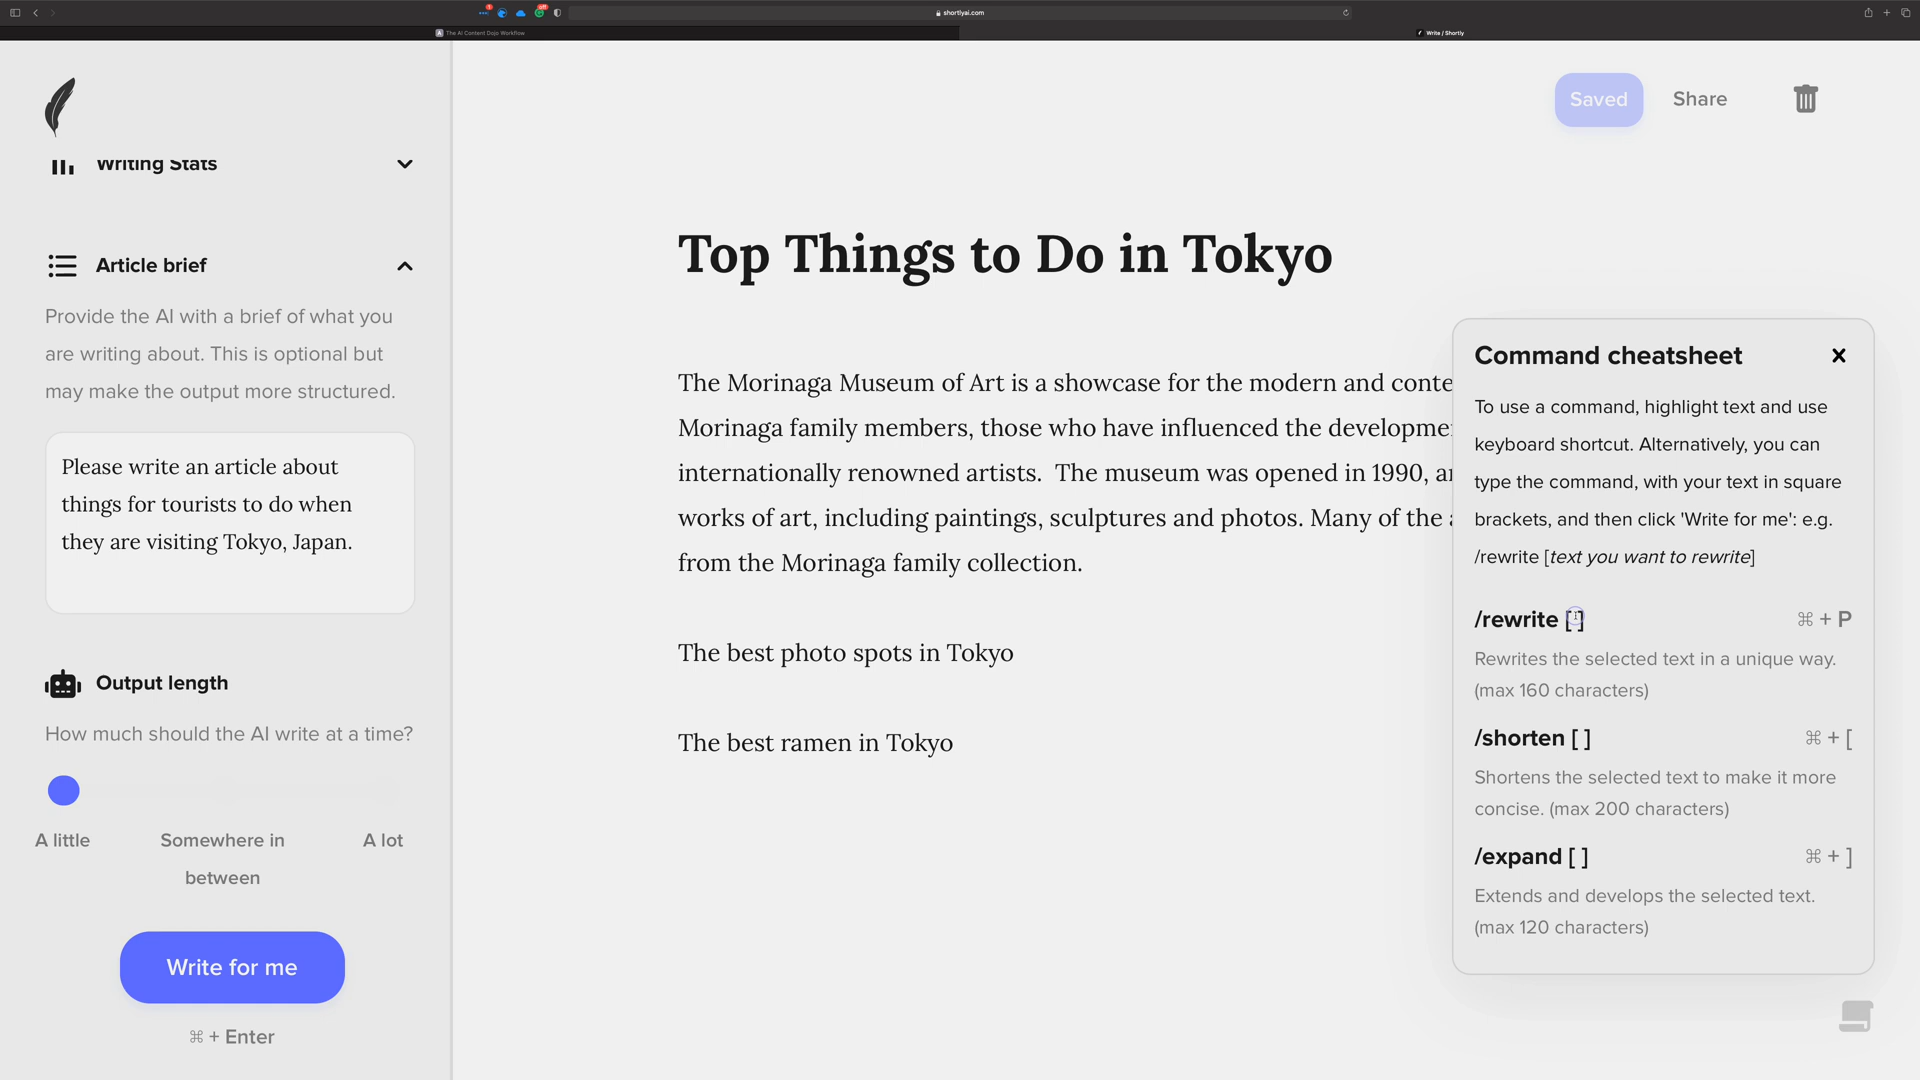 shortlyai.com
The AI Content Dojo Workflow
Write / Shortly
Saved
Share
Writing Stats
Article brief
Provide the AI with a brief of what you
are writing about. This is optional but
may make the output more structured.
Please write an article about
things for tourists to do when
they are visiting Tokyo, Japan.
Output length
How much should the AI write at a time?
A little
Somewhere in
between
A lot
Write for me
⌘ + Enter
Top Things to Do in Tokyo
The Morinaga Museum of Art is a showcase for the modern and conte
Morinaga family members, those who have influenced the developme
internationally renowned artists.  The museum was opened in 1990, a
works of art, including paintings, sculptures and photos. Many of the a
from the Morinaga family collection.
The best photo spots in Tokyo
The best ramen in Tokyo
Command cheatsheet
To use a command, highlight text and use
keyboard shortcut. Alternatively, you can
type the command, with your text in square
brackets, and then click 'Write for me': e.g.
/rewrite [text you want to rewrite]
/rewrite [ ] ⌘ + P
Rewrites the selected text in a unique way.
(max 160 characters)
/shorten [ ] ⌘ + [
Shortens the selected text to make it more
concise. (max 200 characters)
/expand [ ] ⌘ + ]
Extends and develops the selected text.
(max 120 characters)